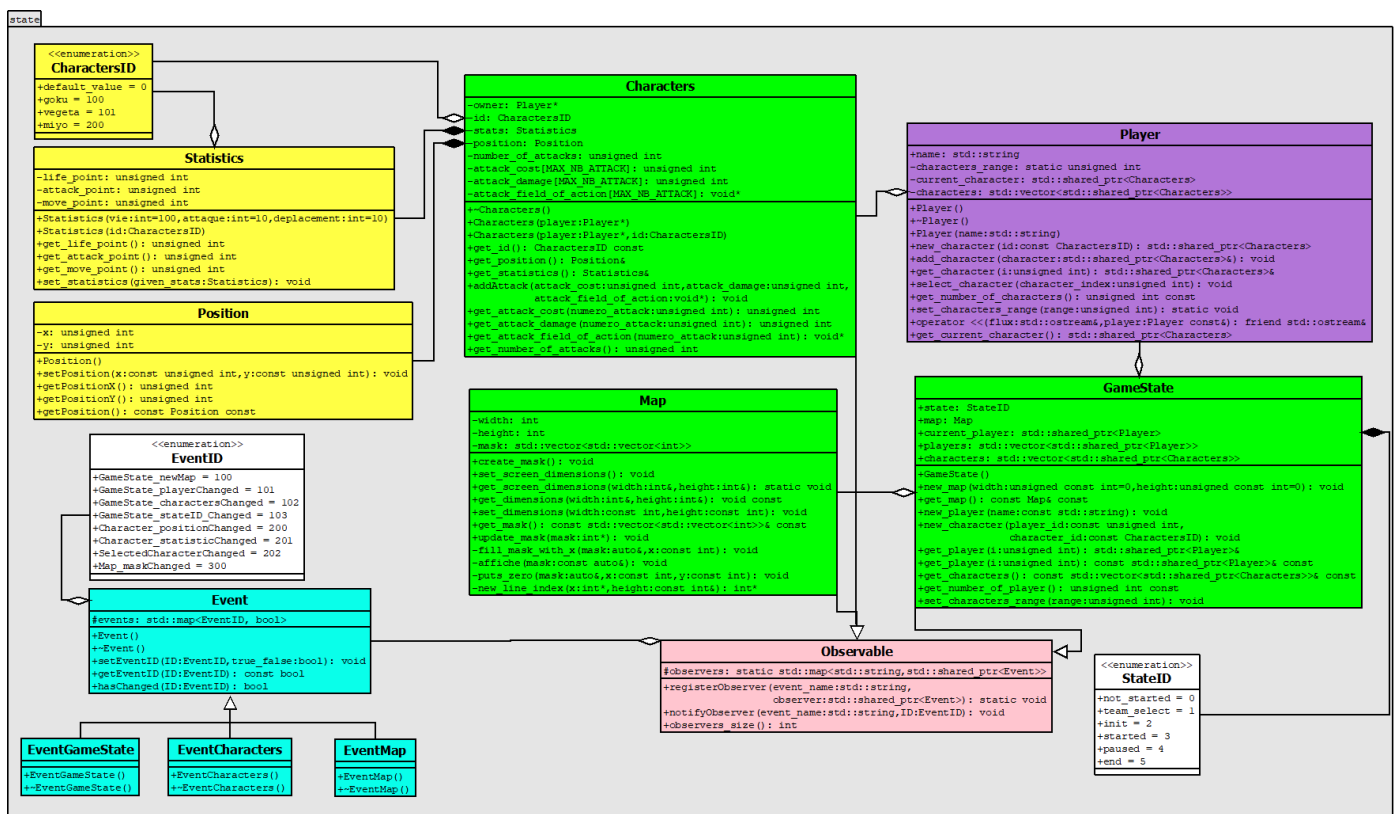 state
<<enumeration>>
CharactersID
+default_value = 0
+goku = 100
+vegeta = 101
+miyo = 200
Statistics
-life_point: unsigned int
-attack_point: unsigned int
-move_point: unsigned int
+Statistics(vie:int=100,attaque:int=10,deplacement:int=10)
+Statistics(id:CharactersID)
+get_life_point(): unsigned int
+get_attack_point(): unsigned int
+get_move_point(): unsigned int
+set_statistics(given_stats:Statistics): void
Position
-x: unsigned int
-y: unsigned int
+Position()
+setPosition(x:const unsigned int,y:const unsigned int): void
+getPositionX(): unsigned int
+getPositionY(): unsigned int
+getPosition(): const Position const
Characters
-owner: Player*
-id: CharactersID
-stats: Statistics
-position: Position
-number_of_attacks: unsigned int
-attack_cost[MAX_NB_ATTACK]: unsigned int
-attack_damage[MAX_NB_ATTACK]: unsigned int
-attack_field_of_action[MAX_NB_ATTACK]: void*
+~Characters()
+Characters(player:Player*)
+Characters(player:Player*,id:CharactersID)
+get_id(): CharactersID const
+get_position(): Position&
+get_statistics(): Statistics&
+addAttack(attack_cost:unsigned int,attack_damage:unsigned int,
attack_field_of_action:void*): void
+get_attack_cost(numero_attack:unsigned int): unsigned int
+get_attack_damage(numero_attack:unsigned int): unsigned int
+get_attack_field_of_action(numero_attack:unsigned int): void*
+get_number_of_attacks(): unsigned int
Player
+name: std::string
-characters_range: static unsigned int
-current_character: std::shared_ptr<Characters>
-characters: std::vector<std::shared_ptr<Characters>>
+Player()
+~Player()
+Player(name:std::string)
+new_character(id:const CharactersID): std::shared_ptr<Characters>
+add_character(character:std::shared_ptr<Characters>&): void
+get_character(i:unsigned int): std::shared_ptr<Characters>&
+select_character(character_index:unsigned int): void
+get_number_of_characters(): unsigned int const
+set_characters_range(range:unsigned int): static void
+operator <<(flux:std::ostream&,player:Player const&): friend std::ostream&
+get_current_character(): std::shared_ptr<Characters>
Map
-width: int
-height: int
-mask: std::vector<std::vector<int>>
+create_mask(): void
+set_screen_dimensions(): void
+get_screen_dimensions(width:int&,height:int&): static void
+get_dimensions(width:int&,height:int&): void const
+set_dimensions(width:const int,height:const int): void
+get_mask(): const std::vector<std::vector<int>>& const
+update_mask(mask:int*): void
-fill_mask_with_x(mask:auto&,x:const int): void
-affiche(mask:const auto&): void
-puts_zero(mask:auto&,x:const int,y:const int): void
-new_line_index(x:int*,height:const int&): int*
GameState
+state: StateID
+map: Map
+current_player: std::shared_ptr<Player>
+players: std::vector<std::shared_ptr<Player>>
+characters: std::vector<std::shared_ptr<Characters>>
+GameState()
+new_map(width:unsigned const int=0,height:unsigned const int=0): void
+get_map(): const Map& const
+new_player(name:const std::string): void
+new_character(player_id:const unsigned int,
character_id:const CharactersID): void
+get_player(i:unsigned int): std::shared_ptr<Player>&
+get_player(i:unsigned int): const std::shared_ptr<Player>& const
+get_characters(): const std::vector<std::shared_ptr<Characters>>& const
+get_number_of_player(): unsigned int const
+set_characters_range(range:unsigned int): void
<<enumeration>>
EventID
+GameState_newMap = 100
+GameState_playerChanged = 101
+GameState_charactersChanged = 102
+GameState_stateID_Changed = 103
+Character_positionChanged = 200
+Character_statisticChanged = 201
+SelectedCharacterChanged = 202
+Map_maskChanged = 300
Event
#events: std::map<EventID, bool>
+Event()
+~Event()
+setEventID(ID:EventID,true_false:bool): void
+getEventID(ID:EventID): const bool
+hasChanged(ID:EventID): bool
Observable
#observers: static std::map<std::string,std::shared_ptr<Event>>
+registerObserver(event_name:std::string,
observer:std::shared_ptr<Event>): static void
+notifyObserver(event_name:std::string,ID:EventID): void
+observers_size(): int
<<enumeration>>
StateID
+not_started = 0
+team_select = 1
+init = 2
+started = 3
+paused = 4
+end = 5
EventGameState
+EventGameState()
+~EventGameState()
EventCharacters
+EventCharacters()
+~EventCharacters()
EventMap
+EventMap()
+~EventMap()